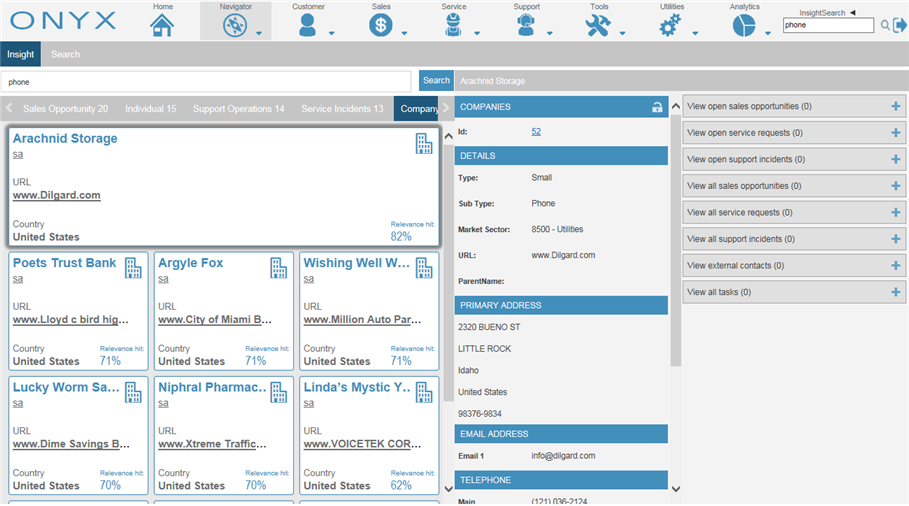 ONYX
Home
Navigator
Customer
Sales
Service
Support
Tools
Utilities
Analytics
InsightSearch
phone
Insight
Search
phone
Search
Arachnid Storage
Sales Opportunity 20
Individual 15
Support Operations 14
Service Incidents 13
Company
Arachnid Storage
sa
URL
www.Dilgard.com
Country
United States
Relevance hit:
82%
Poets Trust Bank
sa
URL
www.Lloyd c bird hig...
Country
United States
Relevance hit:
71%
Argyle Fox
sa
URL
www.City of Miami B...
Country
United States
Relevance hit:
71%
Wishing Well W...
sa
URL
www.Million Auto Par...
Country
United States
Relevance hit:
71%
Lucky Worm Sa...
sa
URL
www.Dime Savings B...
Country
United States
Relevance hit:
70%
Niphral Pharmac..
sa
URL
www.Xtreme Traffic...
Country
United States
Relevance hit:
70%
Linda's Mystic Y..
sa
URL
www.VOICETEK COR...
Country
United States
Relevance hit:
62%
COMPANIES
Id: 52
DETAILS
Type: Small
Sub Type: Phone
Market Sector: 8500 - Utilities
URL: www.Dilgard.com
ParentName:
PRIMARY ADDRESS
2320 BUENO ST
LITTLE ROCK
Idaho
United States
98376-9834
EMAIL ADDRESS
Email 1 info@dilgard.com
TELEPHONE
Main (121) 036-2124
View open sales opportunities (0)
View open service requests (0)
View open support incidents (0)
View all sales opportunities (0)
View all service requests (0)
View all support incidents (0)
View external contacts (0)
View all tasks (0)